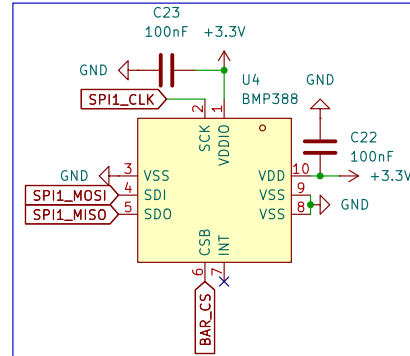 C23
100nF
+3.3V
GND
U4
BMP388
GND
SPI1_CLK
2
1
SCK
VDDIO
C22
100nF
GND
3
VSS
VDD
10
+3.3V
SPI1_MOSI
4
SDI
VSS
9
GND
SPI1_MISO
5
SDO
VSS
8
CSB
INT
6
7
BAR_CS